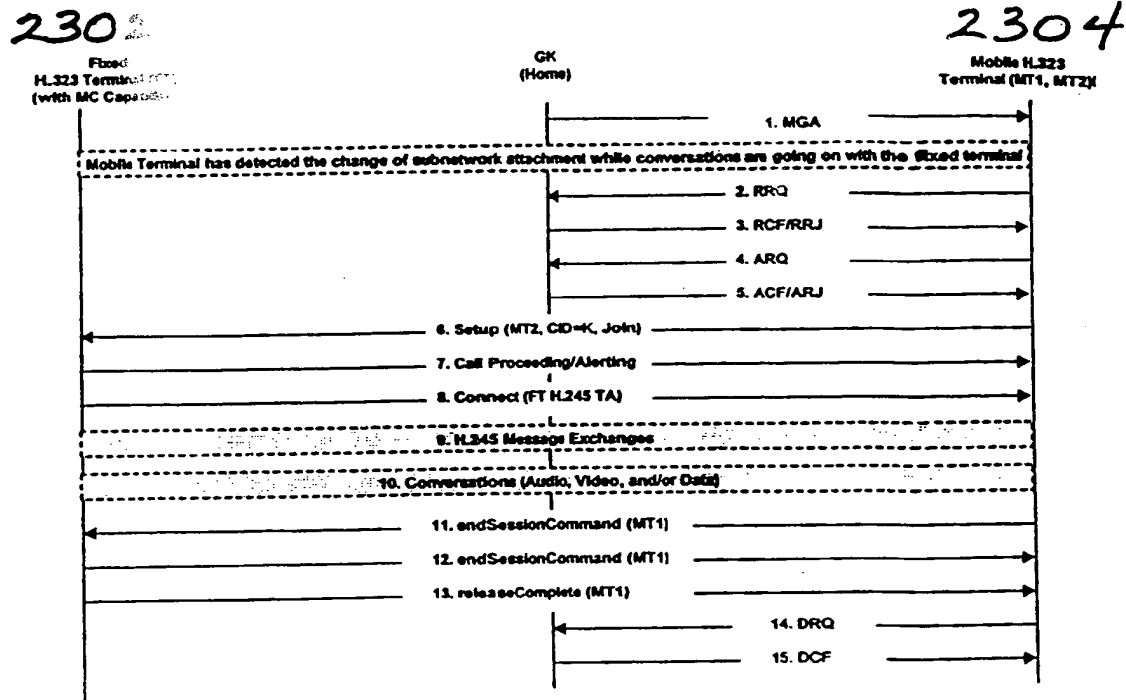 230
2304
Fixed
H.323 Terminal
(with MC
GK
(Home)
Mobile H.323
Terminal (MT1, MT2)
1. MGA
Mobile Terminal has detected the change of subnetwork attachment while conversations are going on with the fixed terminal
2. RRQ
3. RCF/RRJ
4. ARQ
5. ACF/ARJ
6. Setup (MT2, CID=K, Join)
7. Call Proceeding/Alerting
8. Connect (FT H.245 TA)
9. H.245 Message Exchanges
10. Conversations (Audio, Video, and/or Data)
11. endSessionCommand (MT1)
12. endSessionCommand (MT1)
13. releaseComplete (MT1)
14. DRQ
15. DCF